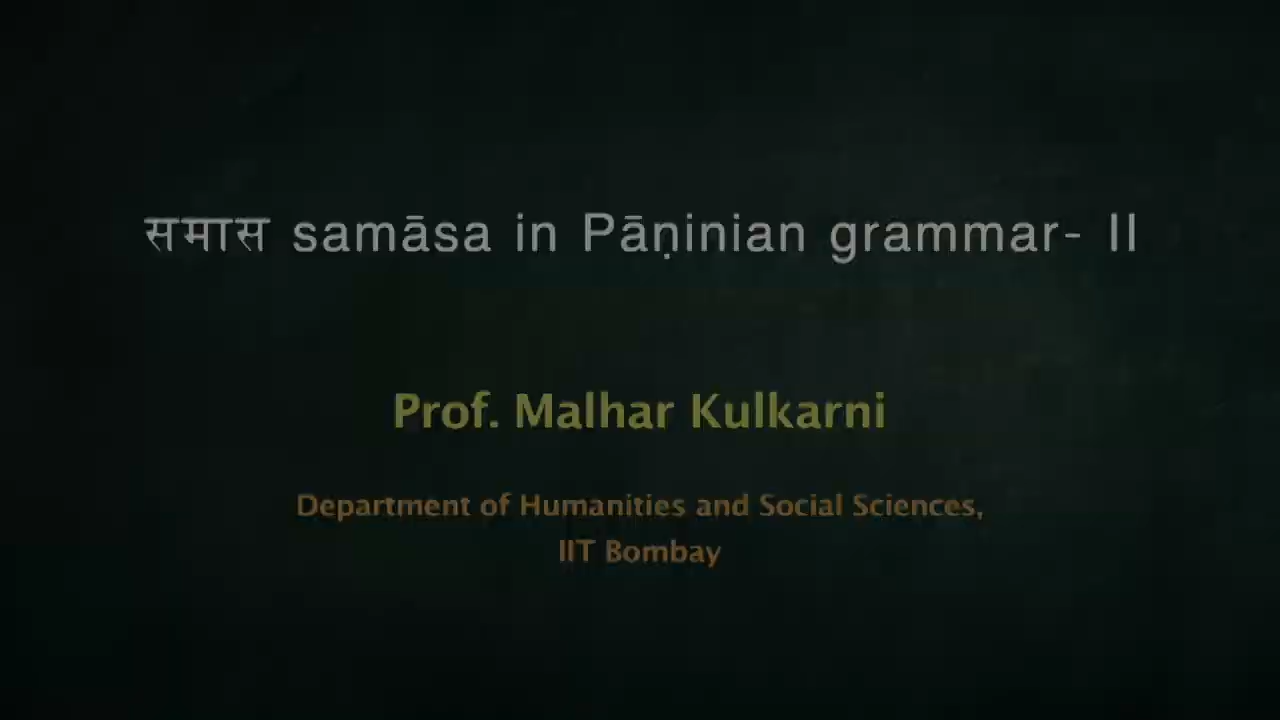 समास samāsa in Pāṇinian grammar- II
Prof. Malhar Kulkarni
Department of Humanities and Social Sciences,
IIT Bombay